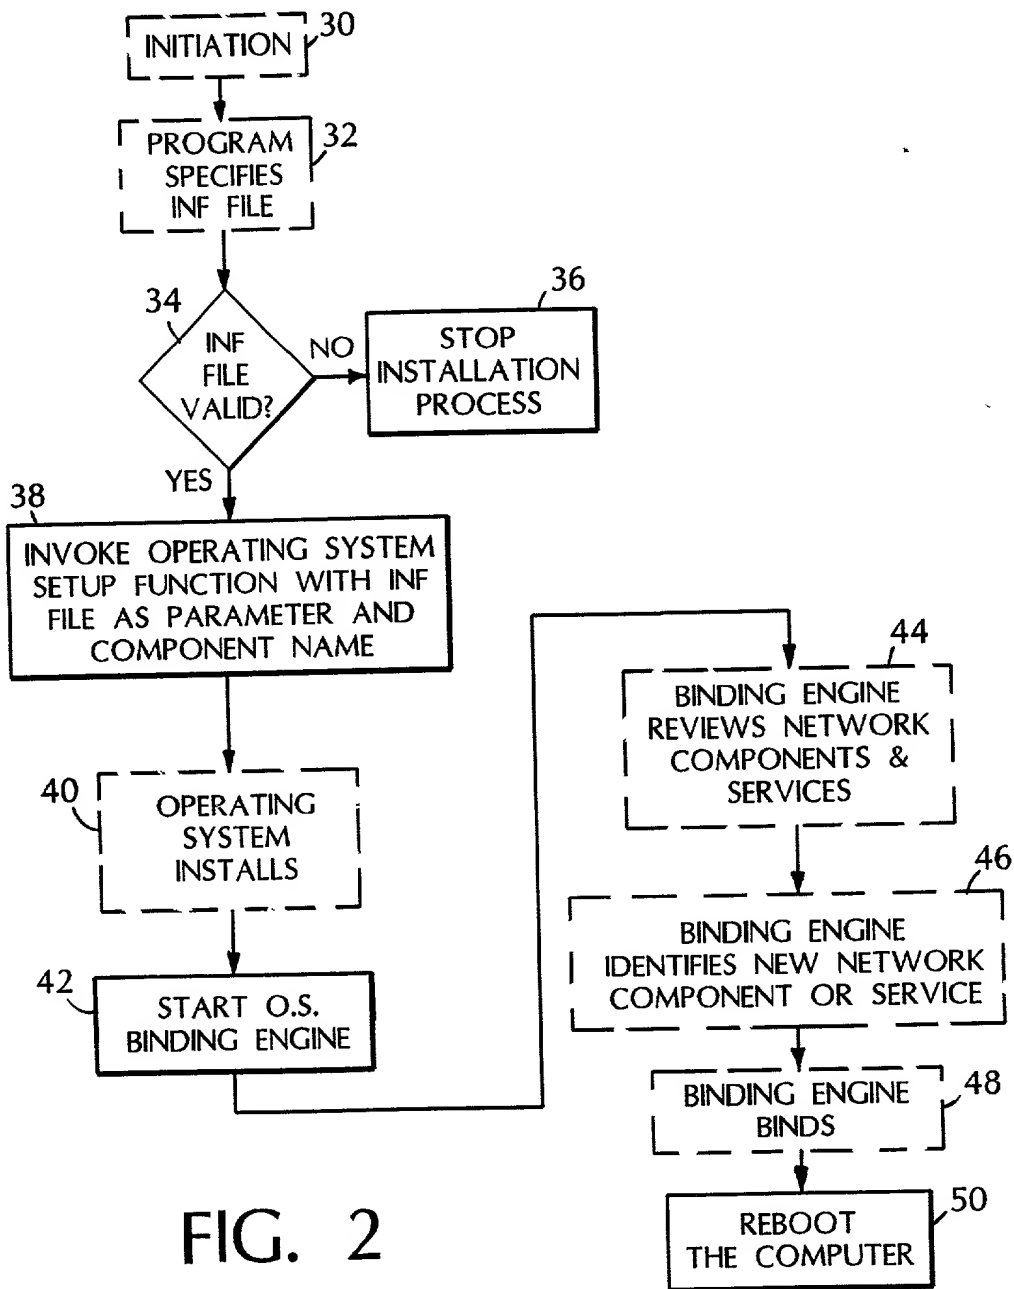 30
INITIATION
32
PROGRAM
SPECIFIES
INF FILE
34
INF
FILE
VALID?
NO
36
STOP
INSTALLATION
PROCESS
YES
38
INVOKE OPERATING SYSTEM
SETUP FUNCTION WITH INF
FILE AS PARAMETER AND
COMPONENT NAME
40
OPERATING
SYSTEM
INSTALLS
42
START O.S.
BINDING ENGINE
44
BINDING ENGINE
REVIEWS NETWORK
COMPONENTS &
SERVICES
46
BINDING ENGINE
IDENTIFIES NEW NETWORK
COMPONENT OR SERVICE
48
BINDING ENGINE
BINDS
50
REBOOT
THE COMPUTER
FIG. 2